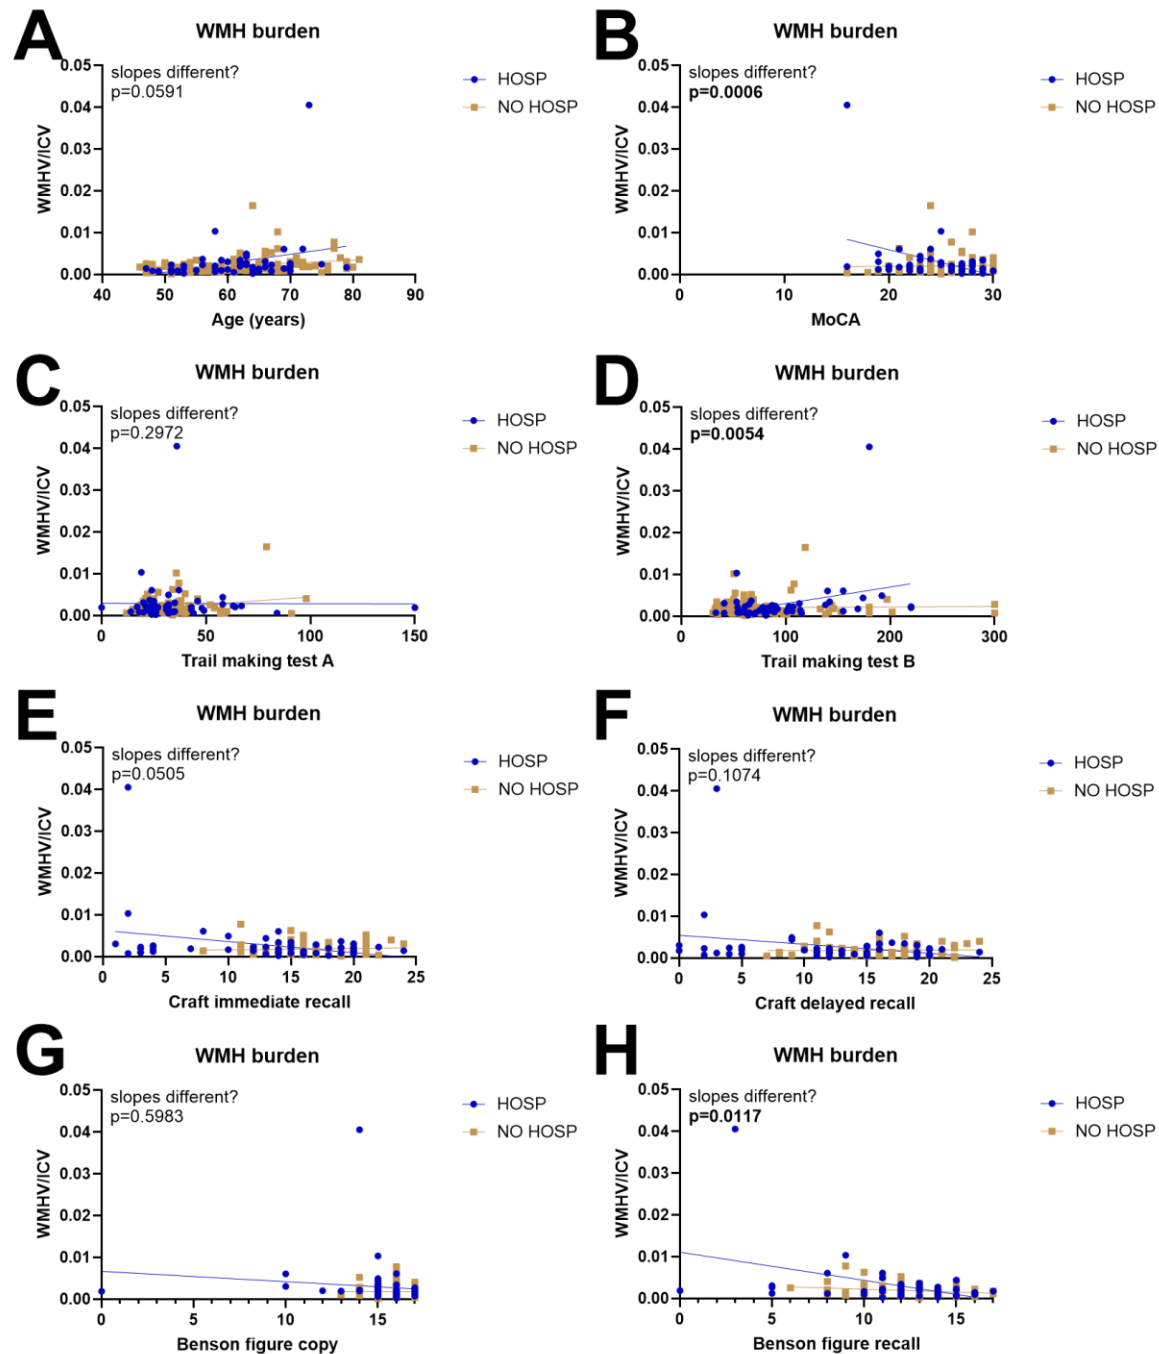 A
WMH burden
slopes different?
p=0.0591
HOSP
NO HOSP
WMHV/ICV
0.05
0.04
0.03
0.02
0.01
0.00
40 50 60 70 80 90
Age (years)
B
WMH burden
slopes different?
p=0.0006
HOSP
NO HOSP
WMHV/ICV
0.05
0.04
0.03
0.02
0.01
0.00
0 10 20 30
MoCA
C
WMH burden
slopes different?
p=0.2972
HOSP
NO HOSP
WMHV/ICV
0.05
0.04
0.03
0.02
0.01
0.00
0 50 100 150
Trail making test A
D
WMH burden
slopes different?
p=0.0054
HOSP
NO HOSP
WMHV/ICV
0.05
0.04
0.03
0.02
0.01
0.00
0 100 200 300
Trail making test B
E
WMH burden
slopes different?
p=0.0505
HOSP
NO HOSP
WMHV/ICV
0.05
0.04
0.03
0.02
0.01
0.00
0 5 10 15 20 25
Craft immediate recall
F
WMH burden
slopes different?
p=0.1074
HOSP
NO HOSP
WMHV/ICV
0.05
0.04
0.03
0.02
0.01
0.00
0 5 10 15 20 25
Craft delayed recall
G
WMH burden
slopes different?
p=0.5983
HOSP
NO HOSP
WMHV/ICV
0.05
0.04
0.03
0.02
0.01
0.00
0 5 10 15
Benson figure copy
H
WMH burden
slopes different?
p=0.0117
HOSP
NO HOSP
WMHV/ICV
0.05
0.04
0.03
0.02
0.01
0.00
0 5 10 15
Benson figure recall